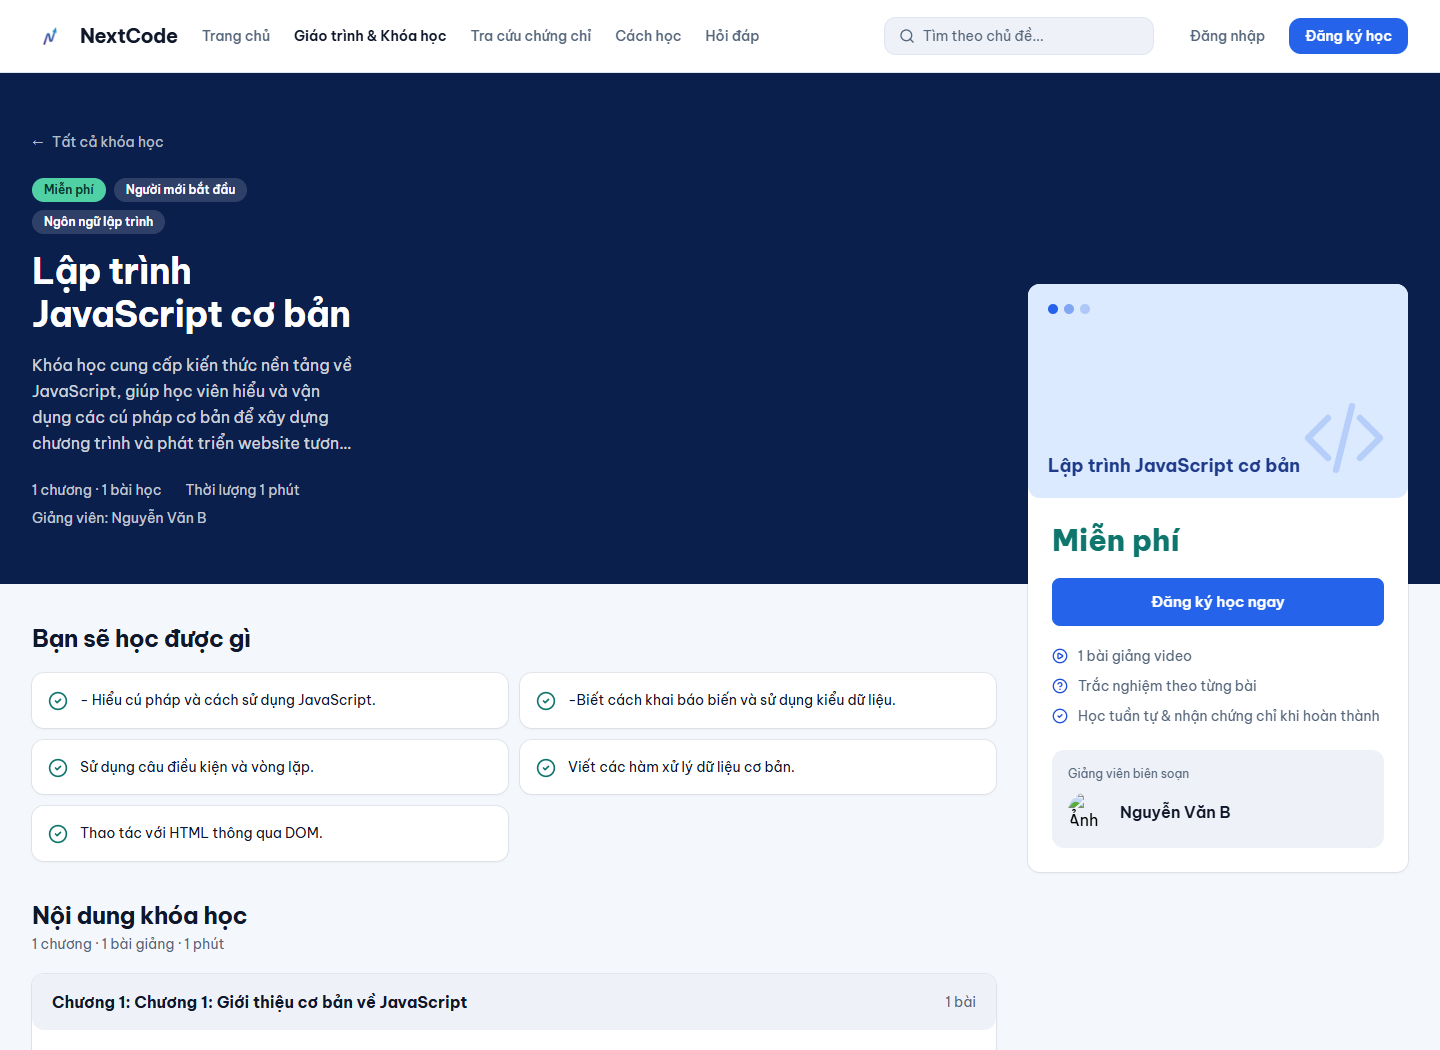 NextCode
Trang chủ
Giáo trình & Khóa học
Tra cứu chứng chỉ
Cách học
Hỏi đáp
Tìm theo chủ đề...
Đăng nhập
Đăng ký học
← Tất cả khóa học
Miễn phí
Người mới bắt đầu
Ngôn ngữ lập trình
Lập trình
JavaScript cơ bản
Khóa học cung cấp kiến thức nền tảng về
JavaScript, giúp học viên hiểu và vận
dụng các cú pháp cơ bản để xây dựng
chương trình và phát triển website tươn...
1 chương · 1 bài học
Thời lượng 1 phút
Giảng viên: Nguyễn Văn B
Lập trình JavaScript cơ bản
Miễn phí
Đăng ký học ngay
1 bài giảng video
Trắc nghiệm theo từng bài
Học tuần tự & nhận chứng chỉ khi hoàn thành
Giảng viên biên soạn
Ảnh
Nguyễn Văn B
Bạn sẽ học được gì
- Hiểu cú pháp và cách sử dụng JavaScript.
-Biết cách khai báo biến và sử dụng kiểu dữ liệu.
Sử dụng câu điều kiện và vòng lặp.
Viết các hàm xử lý dữ liệu cơ bản.
Thao tác với HTML thông qua DOM.
Nội dung khóa học
1 chương · 1 bài giảng · 1 phút
Chương 1: Chương 1: Giới thiệu cơ bản về JavaScript
1 bài